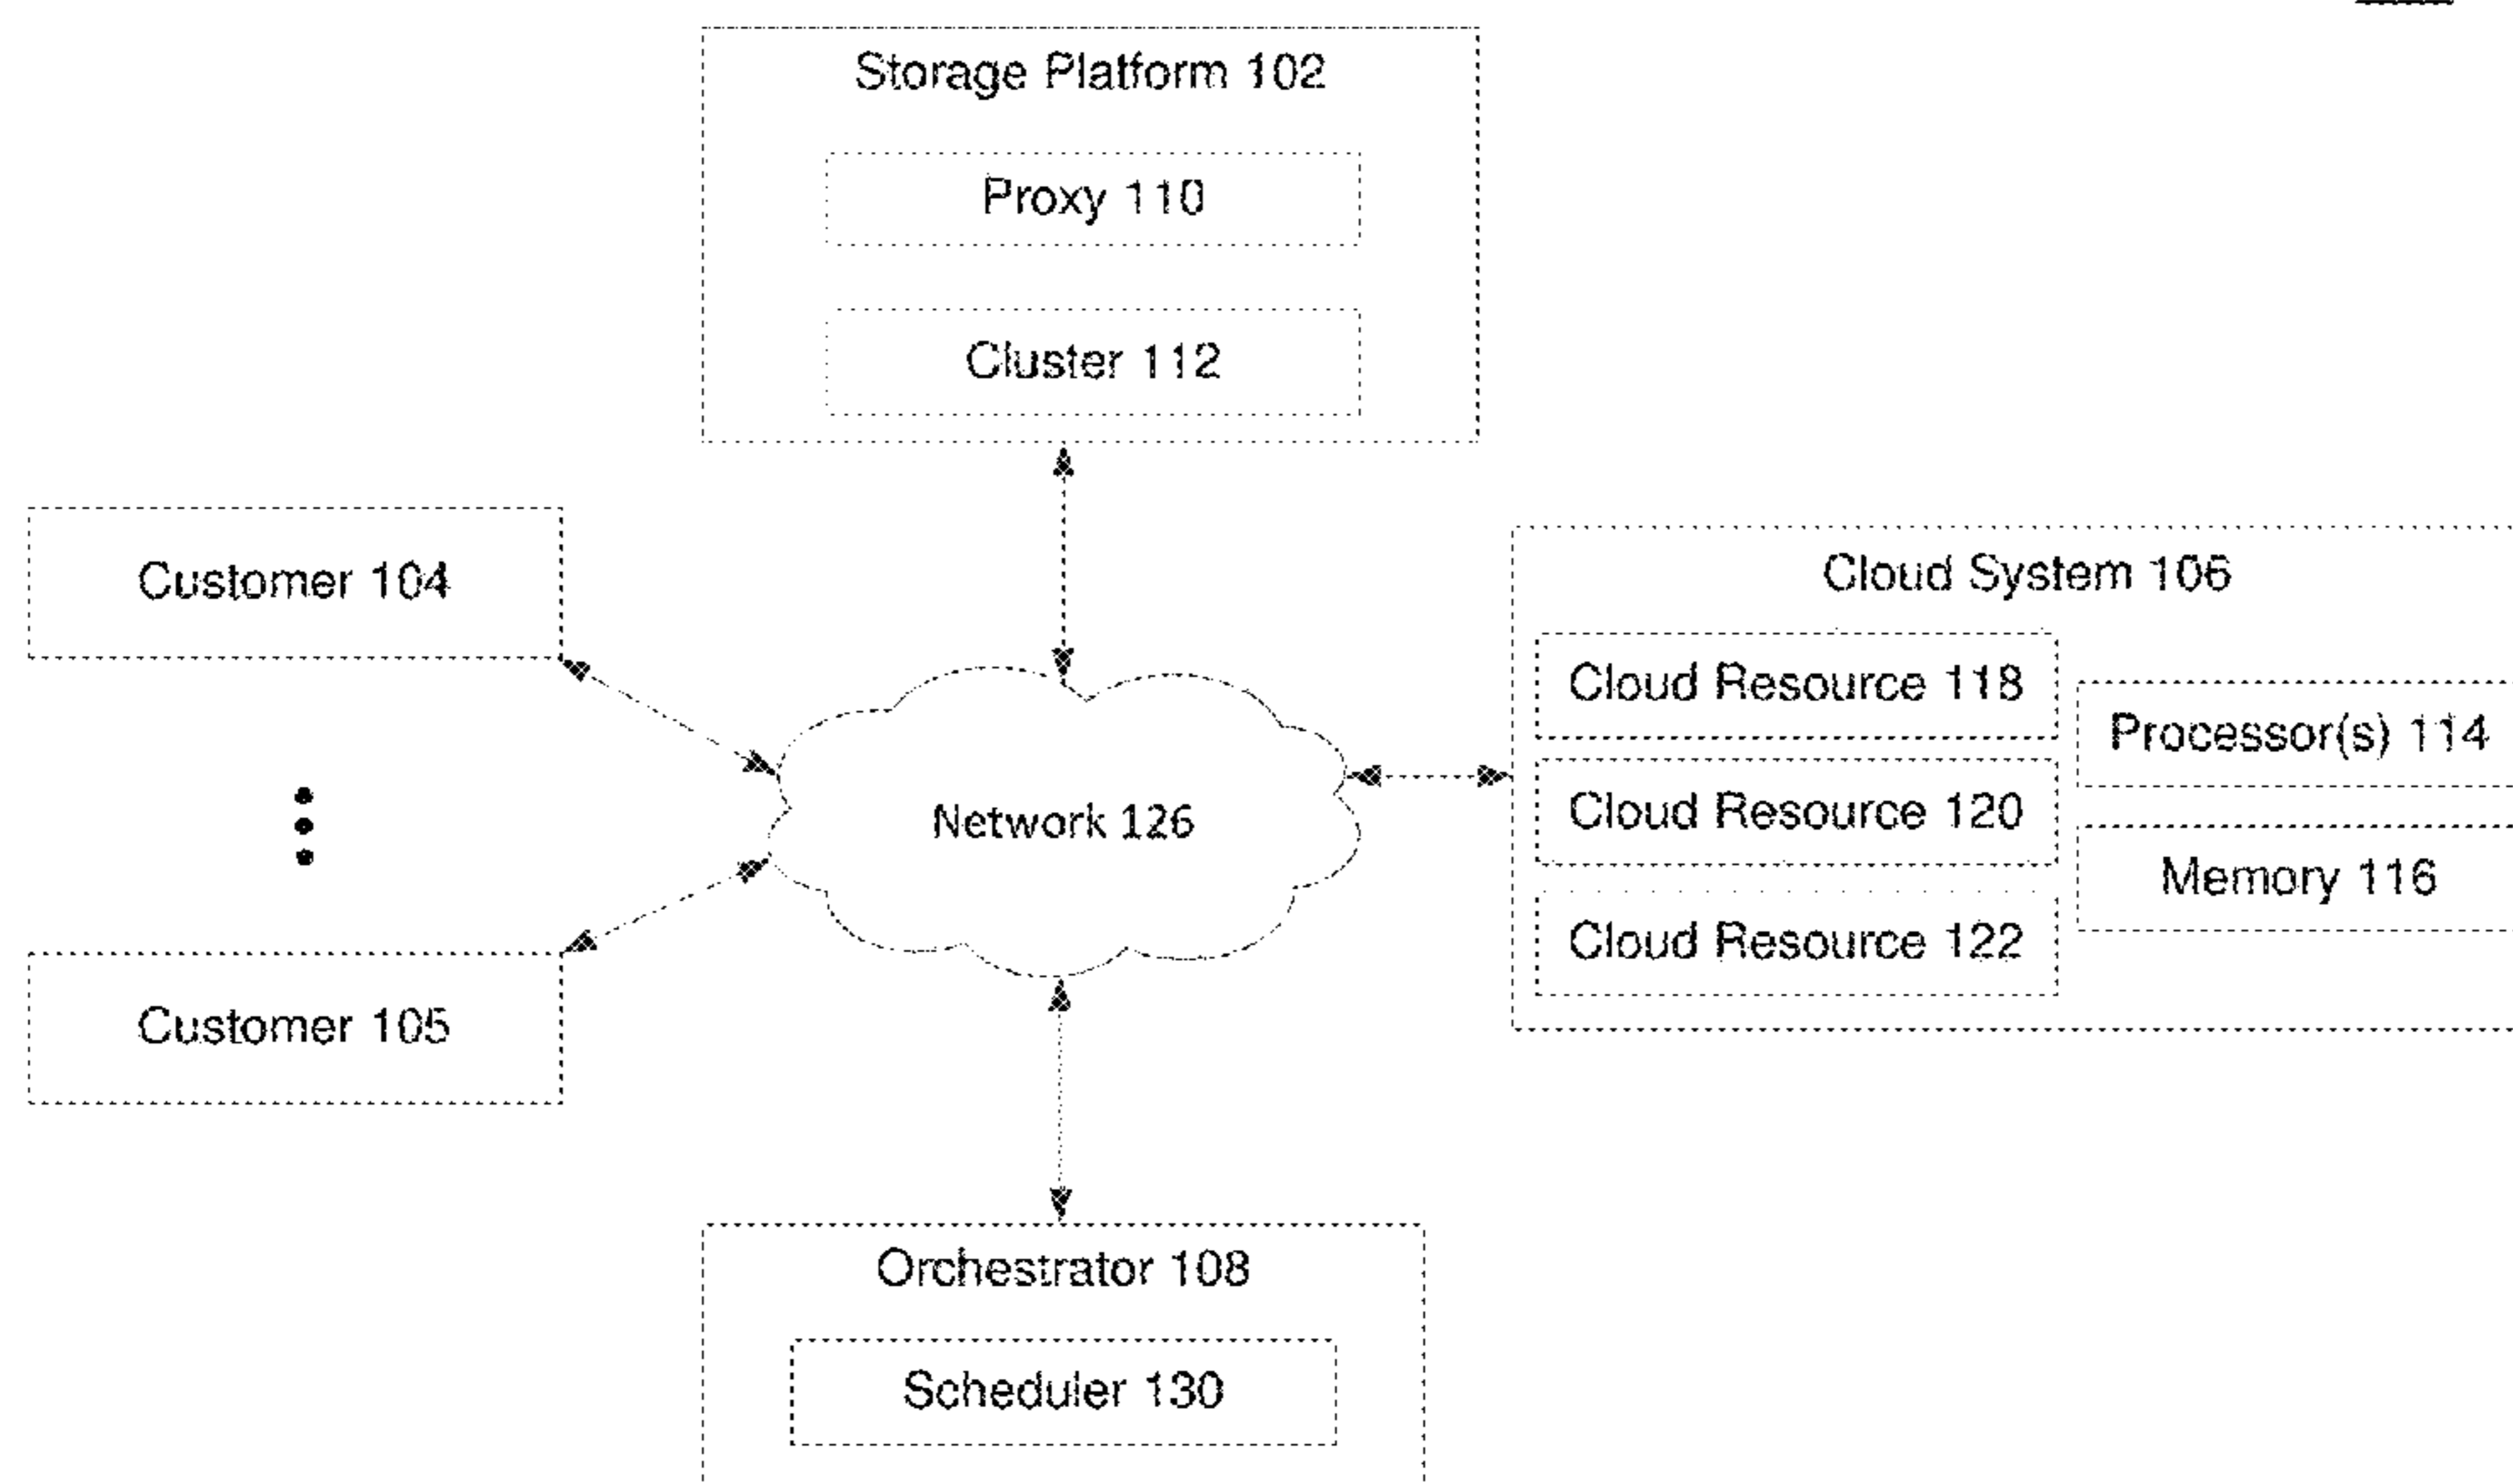 Storage Platform 102
Proxy 110
Cluster 112
Customer 104
Cloud System 106
Cloud Resource 118
Processor(s) 114
Cloud Resource 120
Network 126
Memory 116
Cloud Resource 122
Customer 105
Orchestrator 108
Scheduler 130